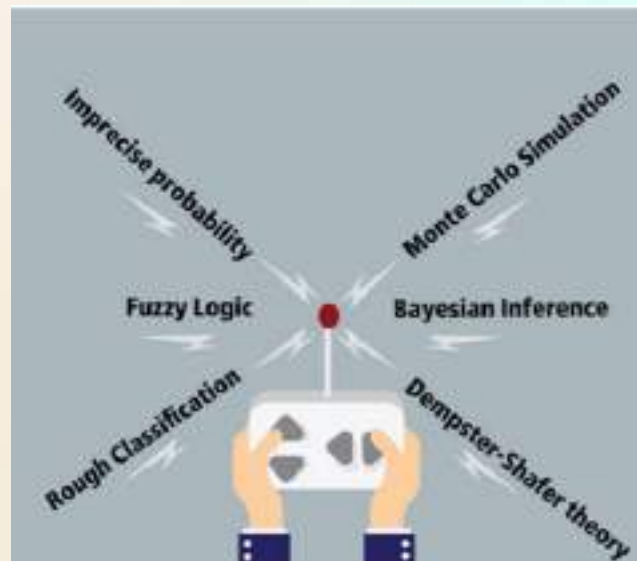 Imprecise probability
Monte Carlo Simulation
Fuzzy Logic
Bayesian Inference
Rough Classification
Dempster-Shafer theory